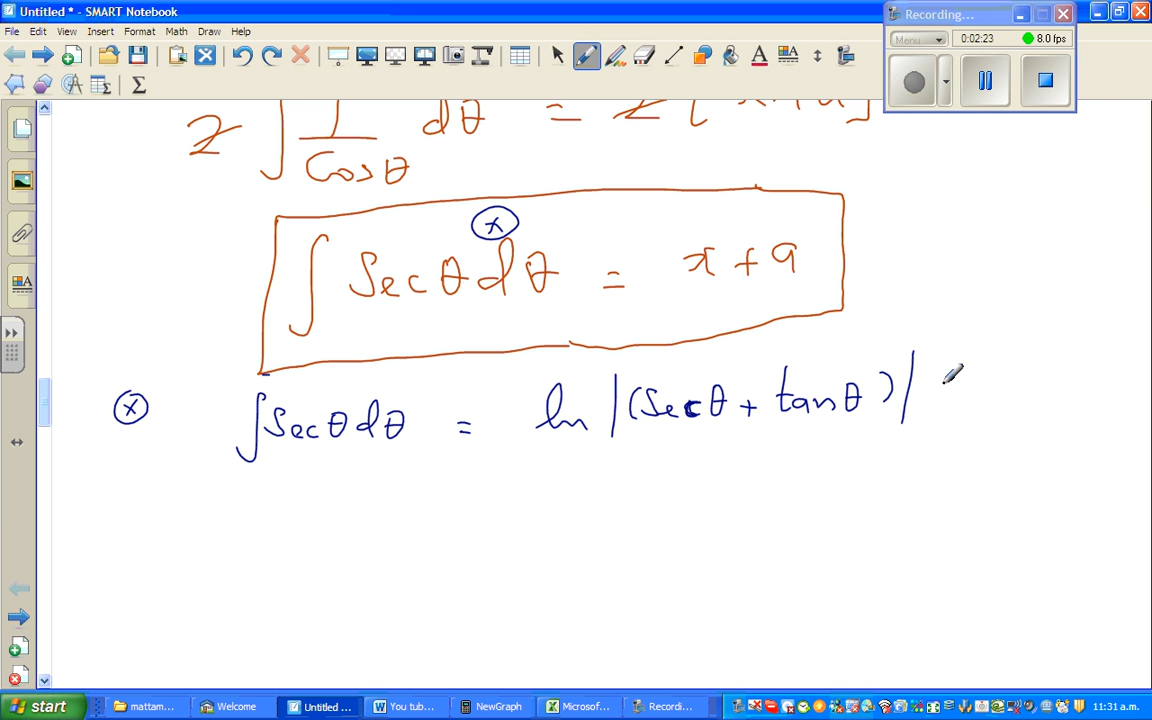 Untitled * - SMART Notebook
Recording...
File Edit View Insert Format Math Draw Help
Menu
0:02:23
8.0 fps
2 ∫ 1/Cosθ dθ = 2
∫ Secθ dθ = x + a
x
x
∫ Secθ dθ = ln |(Secθ + tanθ)|
start
mattam...
Welcome
Untitled ...
You tub...
NewGraph
Microsof...
Recordi...
11:31 a.m.